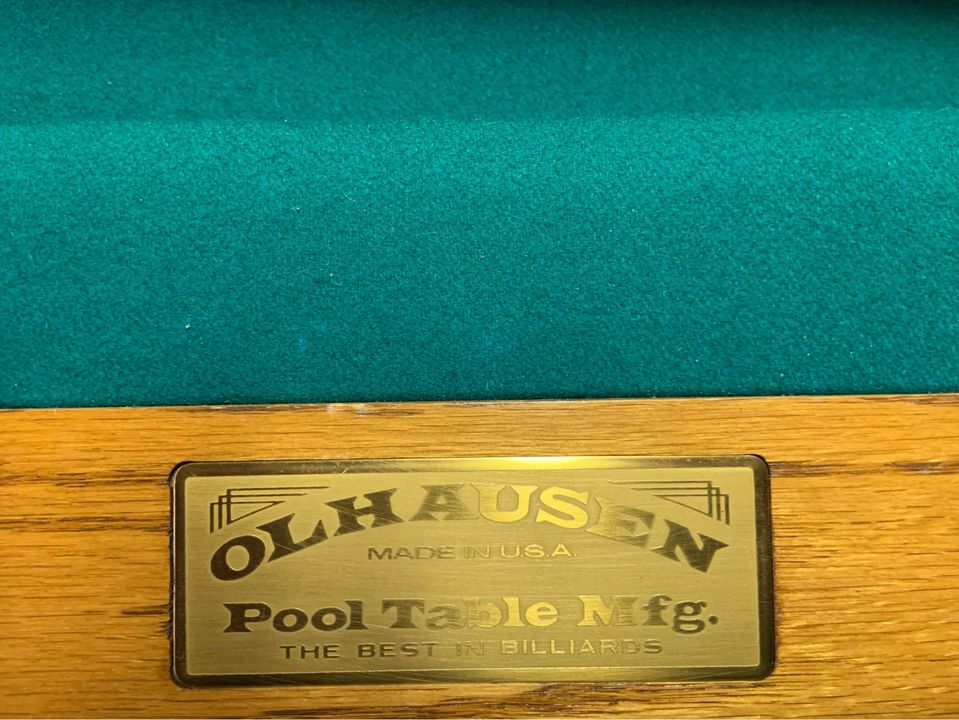 OLHAUSEN
MADE IN U.S.A.
Pool Table Mfg.
THE BEST IN BILLIARDS